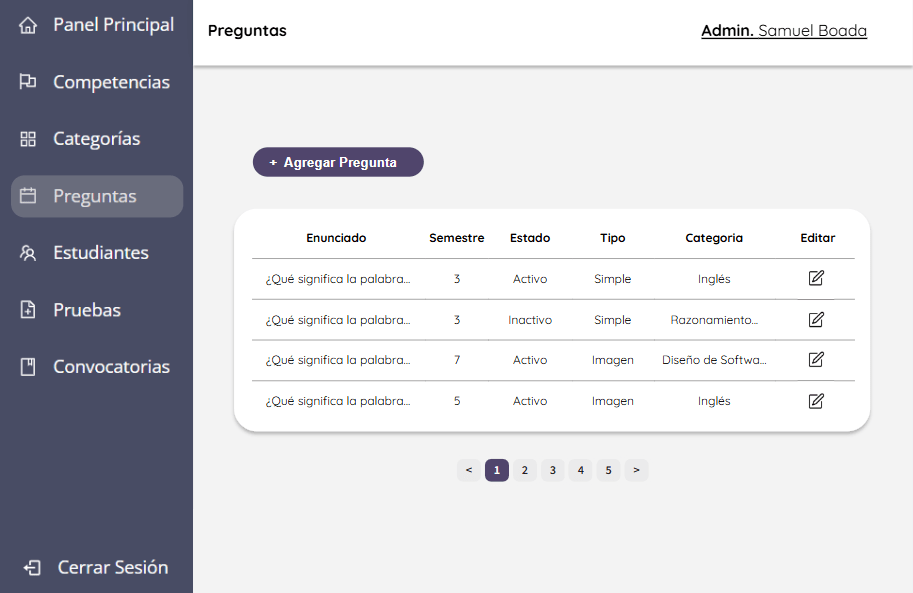 Panel Principal
Competencias
Categorías
Preguntas
Estudiantes
Pruebas
Convocatorias
Cerrar Sesión
Preguntas
Admin. Samuel Boada
+ Agregar Pregunta
Enunciado Semestre Estado Tipo Categoria Editar
¿Qué significa la palabra... 3 Activo Simple Inglés
¿Qué significa la palabra... 3 Inactivo Simple Razonamiento...
¿Qué significa la palabra... 7 Activo Imagen Diseño de Softwa...
¿Qué significa la palabra... 5 Activo Imagen Inglés
< 1 2 3 4 5 >